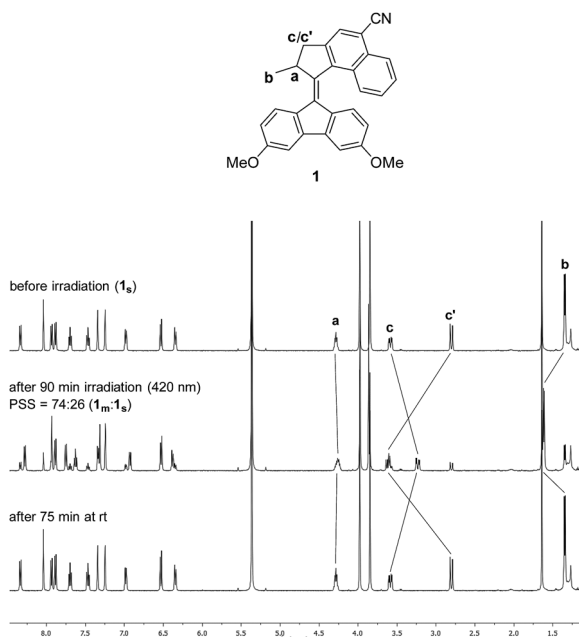 CN
c/c'
b
a
MeO
OMe
1
b
before irradiation (1s)
a
c
c'
after 90 min irradiation (420 nm)
PSS = 74:26 (1m:1s)
after 75 min at rt
8.0 7.5 7.0 6.5 6.0 5.5 5.0 4.5 4.0 3.5 3.0 2.5 2.0 1.5